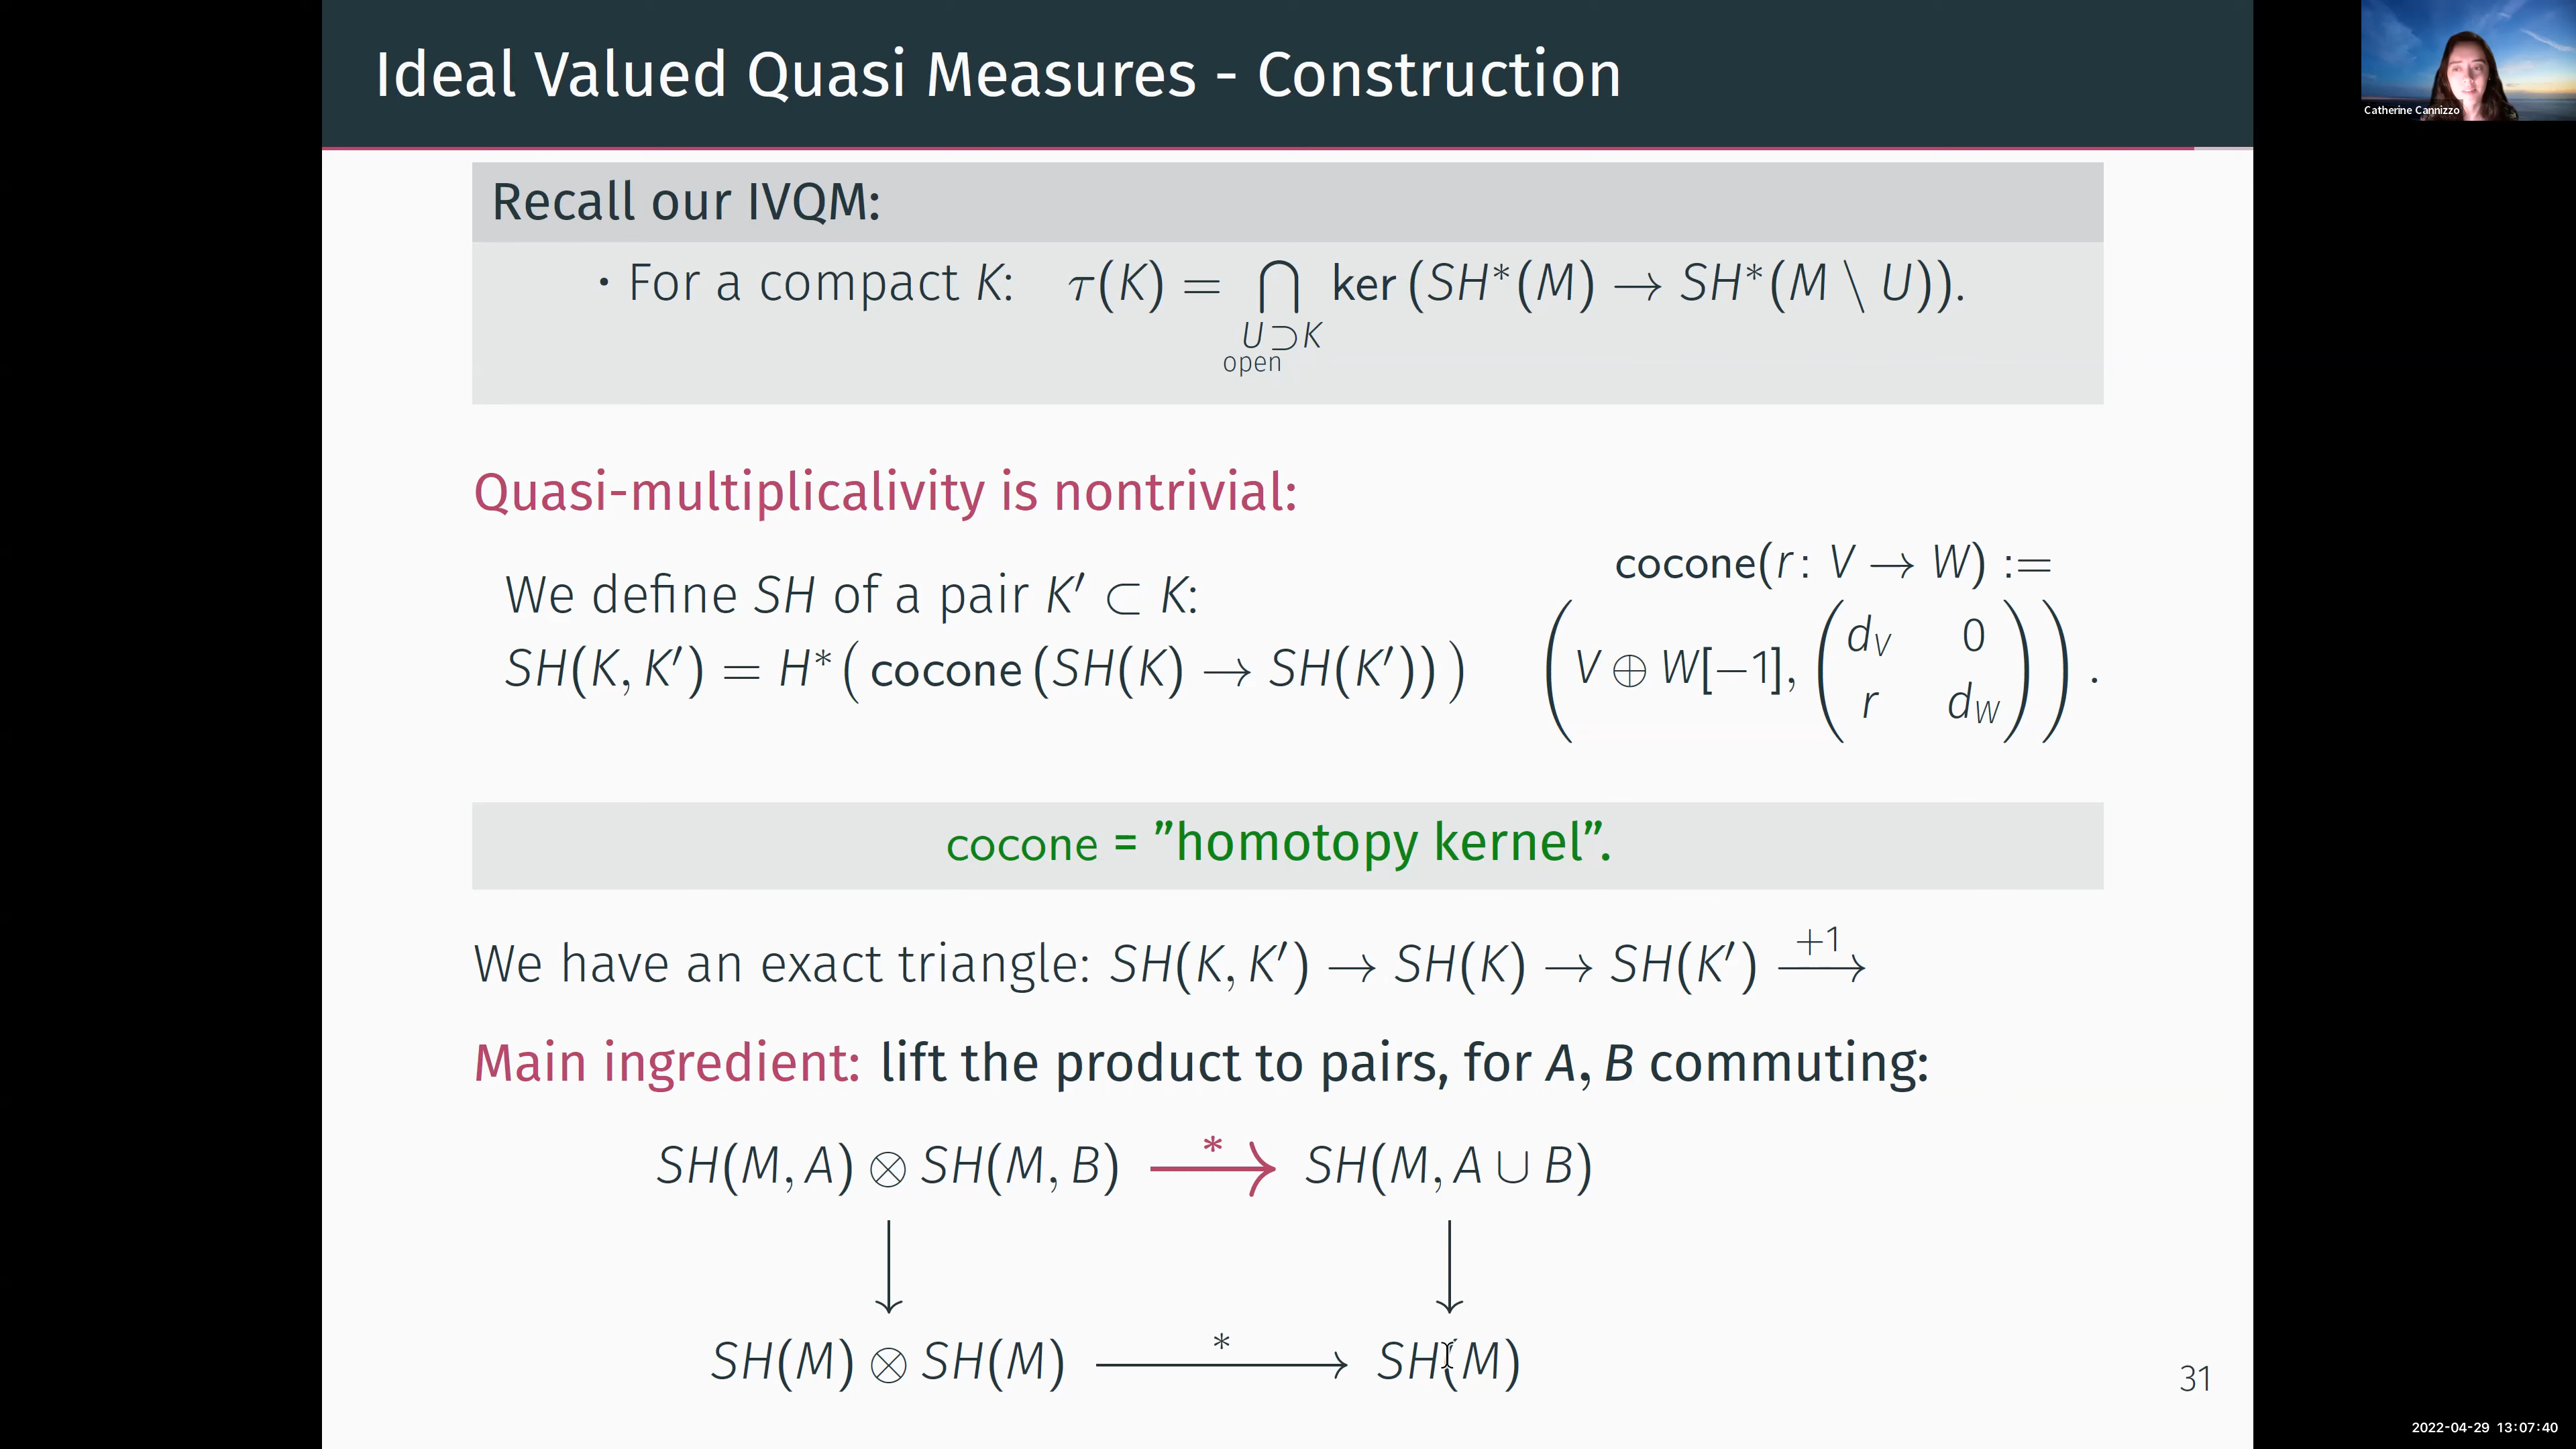 Ideal Valued Quasi Measures - Construction
Catherine Cannizzo
Recall our IVQM:
• For a compact K: τ(K) = ⋂ ker (SH*(M) → SH*(M \ U)).
U⊃K
open
Quasi-multiplicalivity is nontrivial:
We define SH of a pair K′ ⊂ K:
SH(K, K′) = H*( cocone (SH(K) → SH(K′)) )
cocone(r: V → W) :=
(V ⊕ W[−1], (d_V 0
r d_W)) .
cocone = ”homotopy kernel”.
We have an exact triangle: SH(K, K′) → SH(K) → SH(K′) +1→
Main ingredient: lift the product to pairs, for A, B commuting:
SH(M, A) ⊗ SH(M, B) *→ SH(M, A ∪ B)
↓ ↓
SH(M) ⊗ SH(M) *→ SH(M)
31
2022-04-29 13:07:40